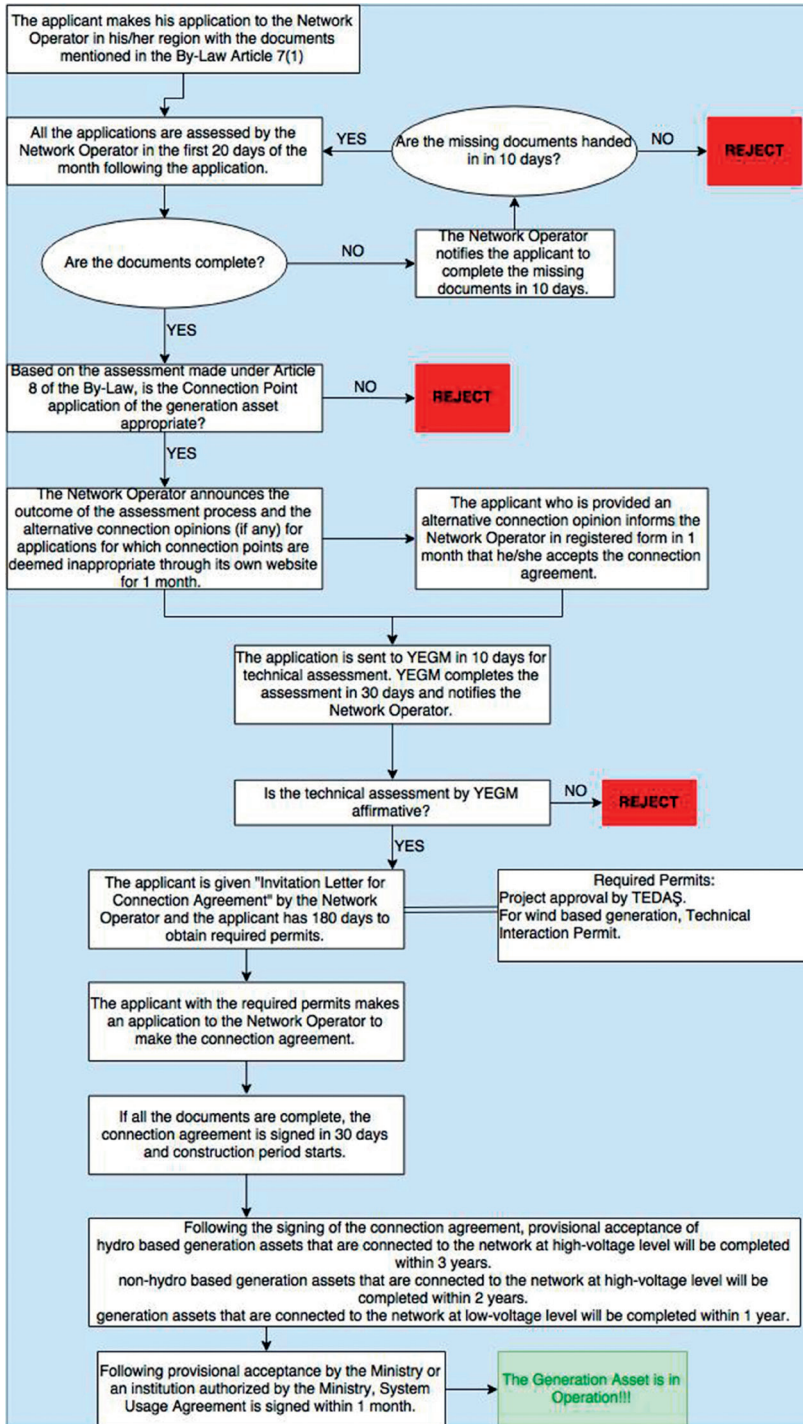 The applicant makes his application to the Network
Operator in his/her region with the documents
mentioned in the By-Law Article 7(1)
All the applications are assessed by the
Network Operator in the first 20 days of the
month following the application.
YES
Are the missing documents handed
in in 10 days?
NO
REJECT
Are the documents complete?
NO
The Network Operator
notifies the applicant to
complete the missing
documents in 10 days.
YES
Based on the assessment made under Article
8 of the By-Law, is the Connection Point
application of the generation asset
appropriate?
NO
REJECT
YES
The Network Operator announces the
outcome of the assessment process and the
alternative connection opinions (if any) for
applications for which connection points are
deemed inappropriate through its own website
for 1 month.
The applicant who is provided an
alternative connection opinion informs the
Network Operator in registered form in 1
month that he/she accepts the connection
agreement.
The application is sent to YEGM in 10 days for
technical assessment. YEGM completes the
assessment in 30 days and notifies the
Network Operator.
Is the technical assessment by YEGM
affirmative?
NO
REJECT
YES
The applicant is given "Invitation Letter for
Connection Agreement" by the Network
Operator and the applicant has 180 days to
obtain required permits.
Required Permits:
Project approval by TEDAŞ.
For wind based generation, Technical
Interaction Permit.
The applicant with the required permits makes
an application to the Network Operator to
make the connection agreement.
If all the documents are complete, the
connection agreement is signed in 30 days
and construction period starts.
Following the signing of the connection agreement, provisional acceptance of
hydro based generation assets that are connected to the network at high-voltage level will be completed
within 3 years.
non-hydro based generation assets that are connected to the network at high-voltage level will be
completed within 2 years.
generation assets that are connected to the network at low-voltage level will be completed within 1 year.
Following provisional acceptance by the Ministry or
an institution authorized by the Ministry, System
Usage Agreement is signed within 1 month.
The Generation Asset is in
Operation!!!